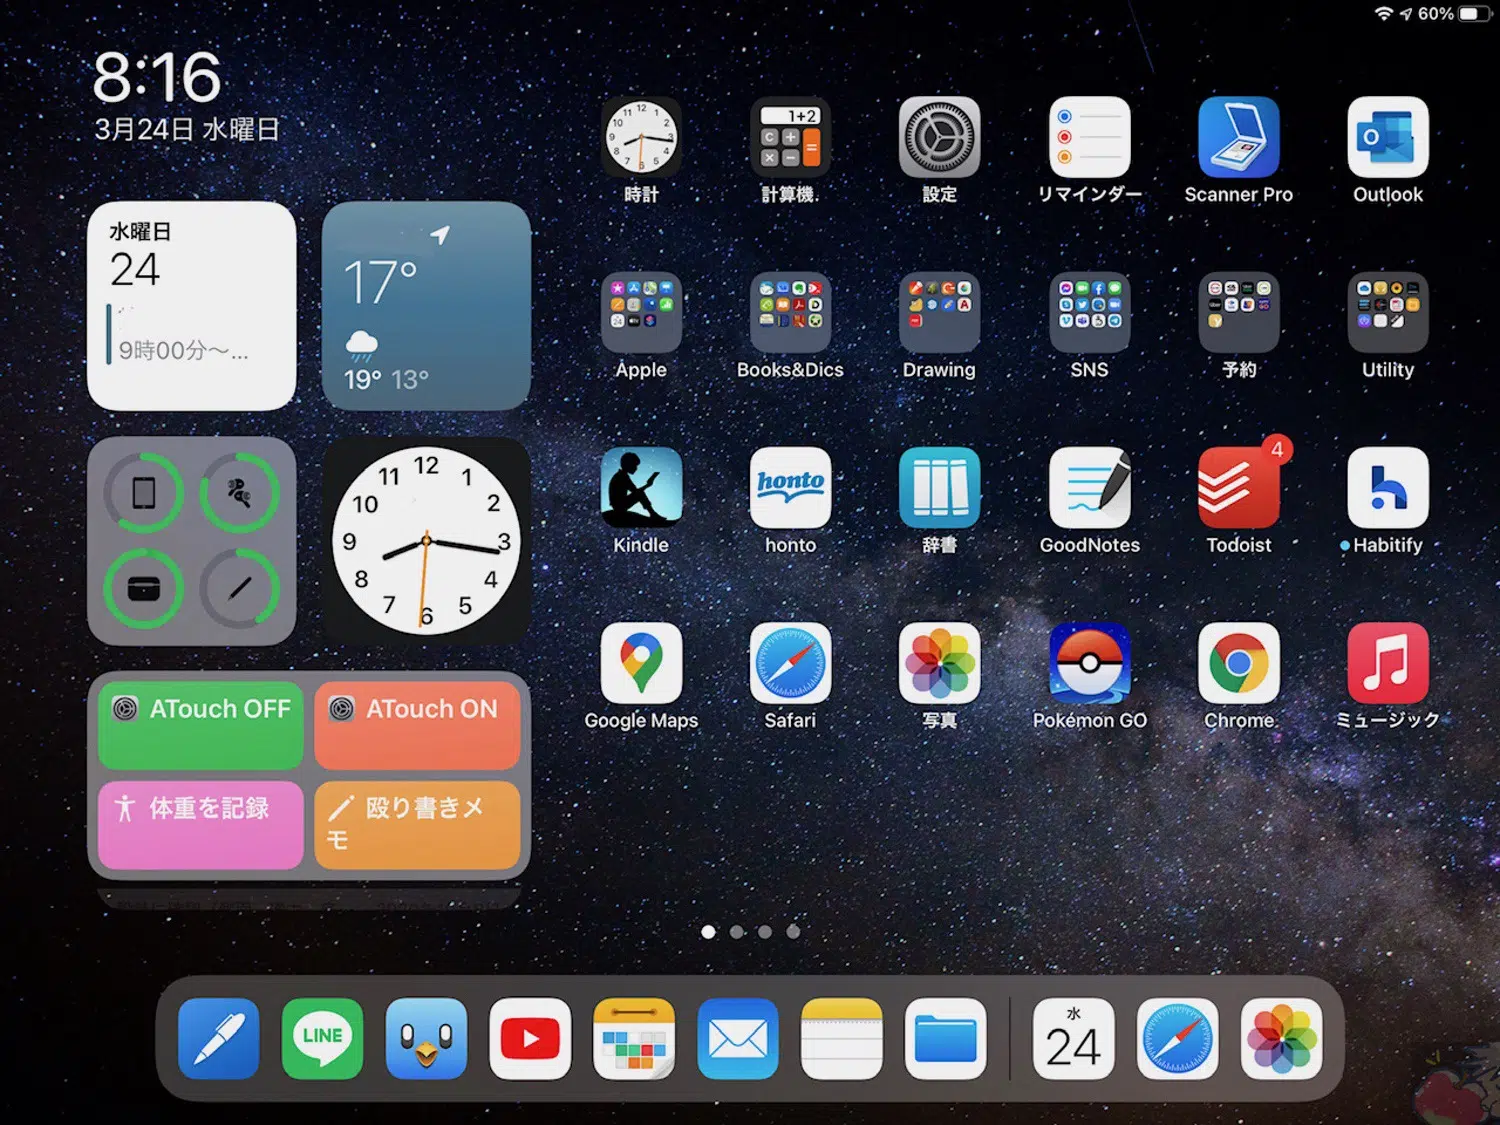 60%
8:16
3月24日 水曜日
水曜日
24
9時00分〜...
17°
19° 13°
12
1
2
3
4
5
6
7
8
9
10
11
ATouch OFF
ATouch ON
体重を記録
殴り書きメ
モ
1+2
時計
計算機
設定
リマインダー
Scanner Pro
Outlook
Apple
Books&Dics
Drawing
SNS
予約
Utility
honto
4
Kindle
honto
辞書
GoodNotes
Todoist
Habitify
Google Maps
Safari
写真
Pokémon GO
Chrome
ミュージック
LINE
水
24